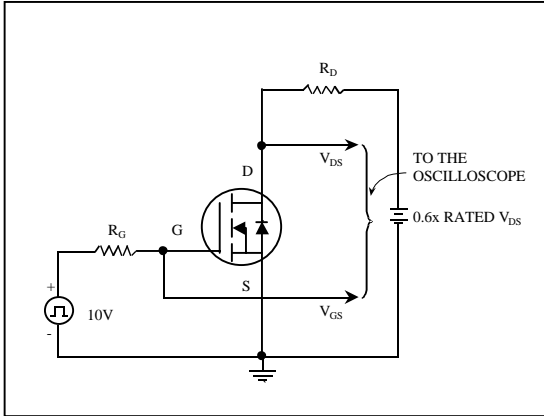 R_D
V_DS
TO THE
OSCILLOSCOPE
D
0.6x RATED V_DS
R_G
G
S
+
10V
-
V_GS